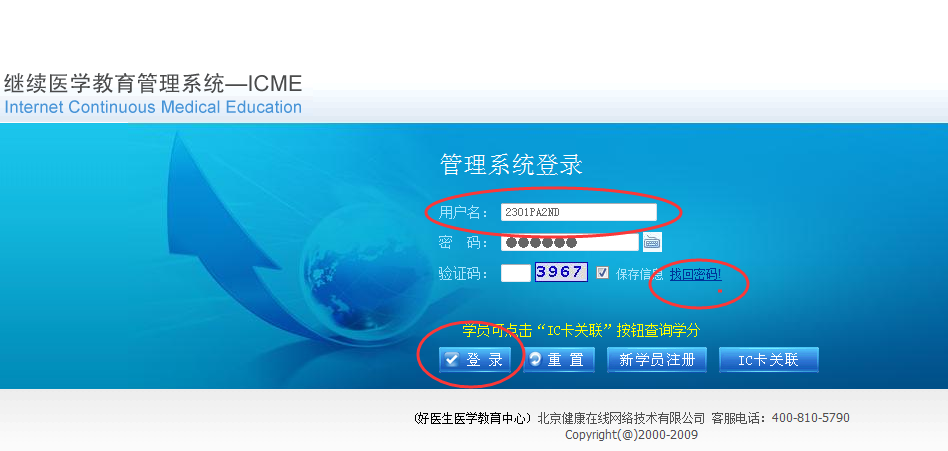 继续医学教育管理系统—ICME
Internet Continuous Medical Education
管理系统登录
用户名： 2301PA2ND
密 码： ●●●●●●
验证码： 3967 保存信息 找回密码!
学员可点击“IC卡关联”按钮查询学分
登 录 重 置 新学员注册 IC卡关联
（好医生医学教育中心）北京健康在线网络技术有限公司 客服电话：400-810-5790
Copyright(@)2000-2009